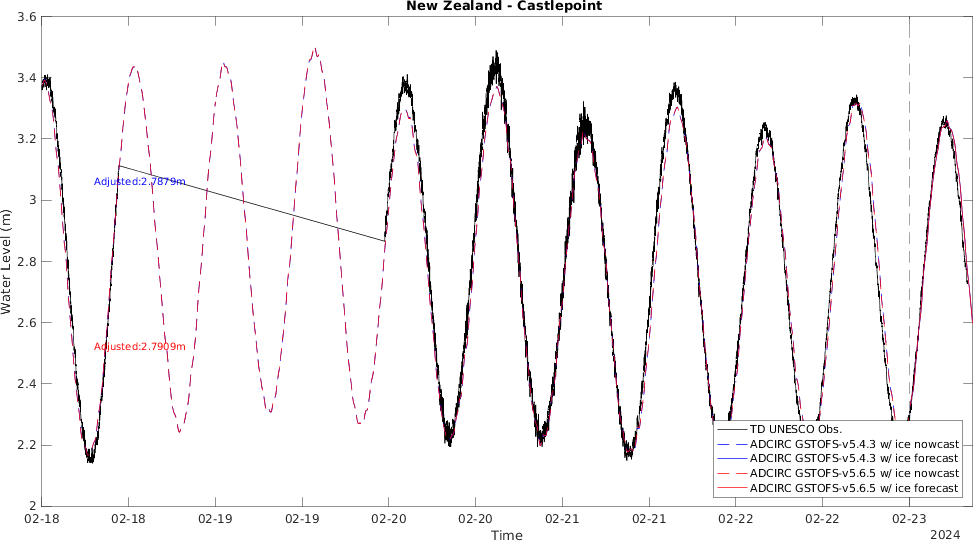 New Zealand - Castlepoint
3.6
3.4
3.2
3
2.8
2.6
2.4
2.2
2
Water Level (m)
Adjusted:2.7879m
Adjusted:2.7909m
TD UNESCO Obs.
ADCIRC GSTOFS-v5.4.3 w/ ice nowcast
ADCIRC GSTOFS-v5.4.3 w/ ice forecast
ADCIRC GSTOFS-v5.6.5 w/ ice nowcast
ADCIRC GSTOFS-v5.6.5 w/ ice forecast
02-18 02-18 02-19 02-19 02-20 02-20 02-21 02-21 02-22 02-22 02-23
Time
2024